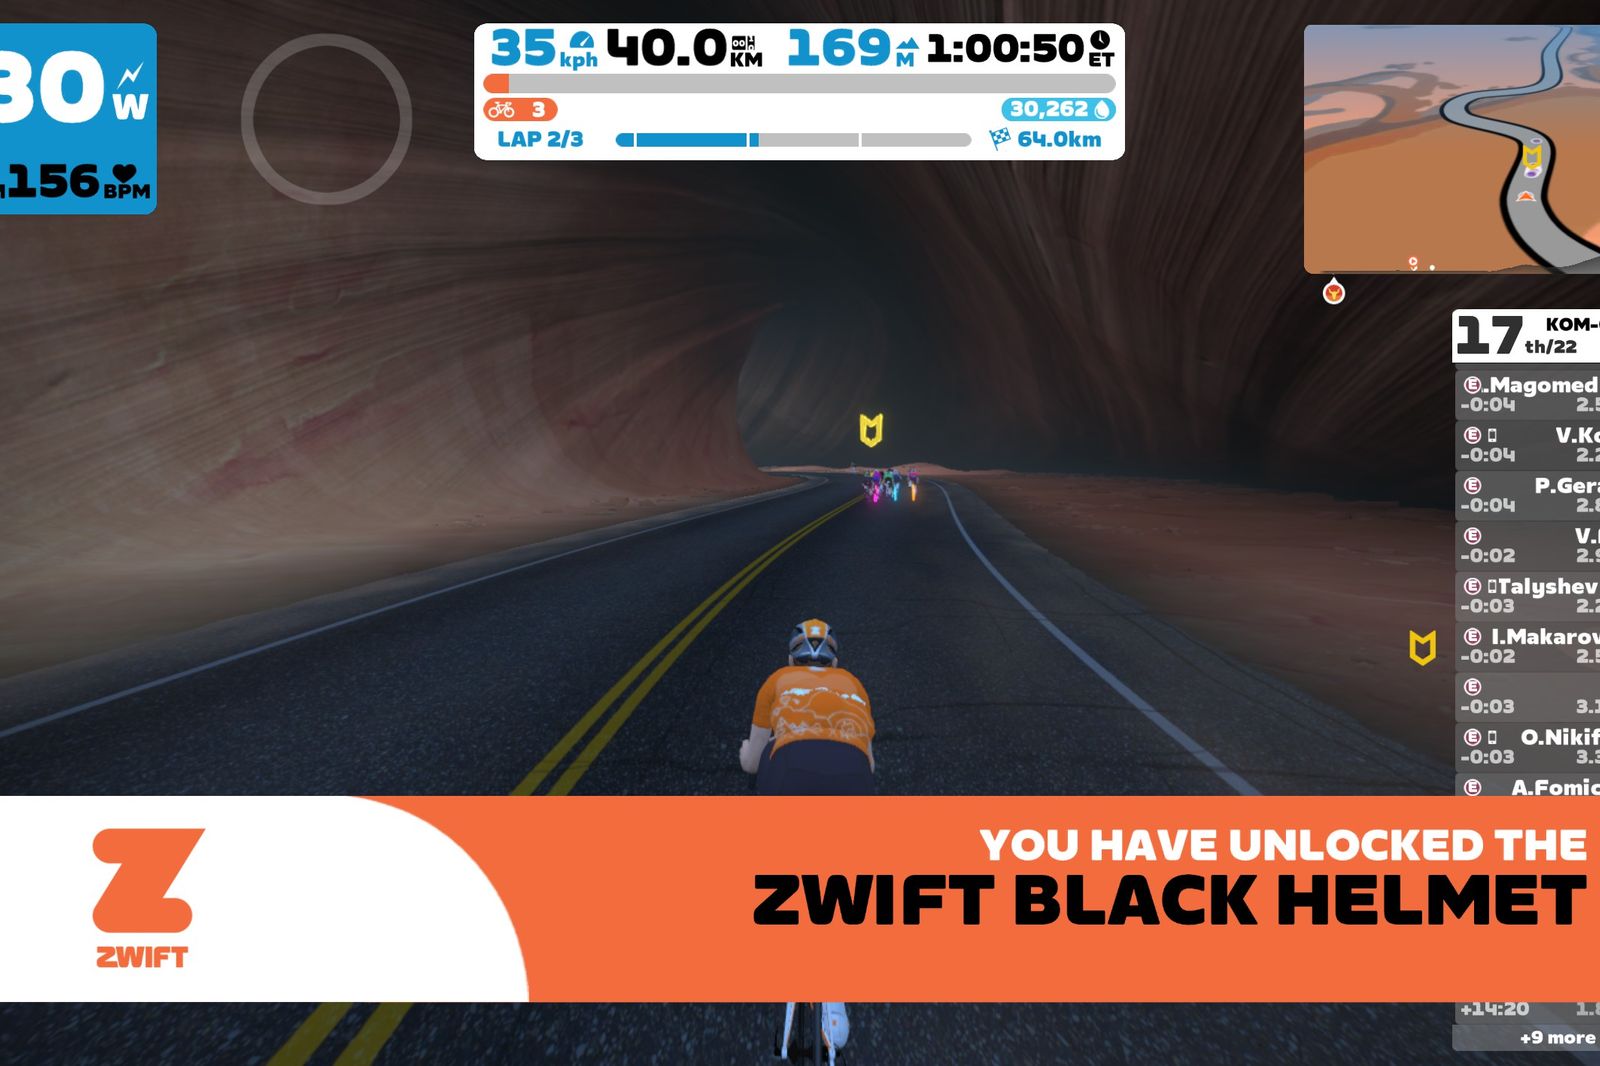 30 W
156 BPM
35 kph 40.0 KM 169 M 1:00:50 ET
3
30,262
LAP 2/3
64.0km
17 th/22
KOM-
.Magomed
-0:04
V.Ko
-0:04
P.Gera
-0:04
V.
-0:02 2.9
Talyshev
-0:03
I.Makarov
-0:02
-0:03
O.Nikif
-0:03
A.Fomic
YOU HAVE UNLOCKED THE
ZWIFT BLACK HELMET
ZWIFT
+14:20
+9 more